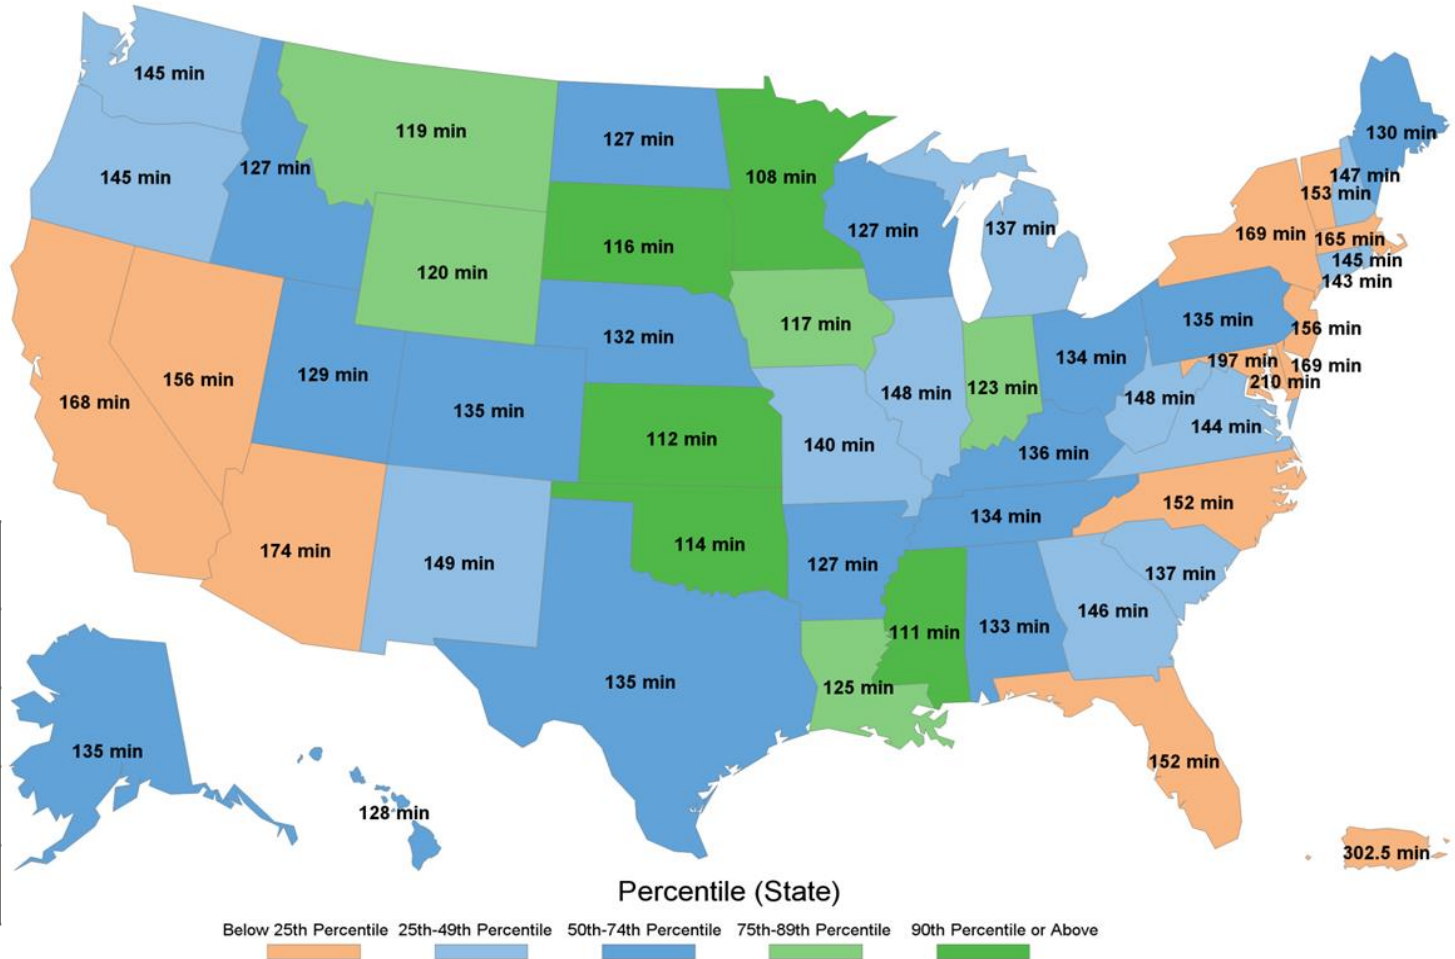 145 min
130 min
119 min
127 min
127 min
147 min
145 min
108 min
153 min
127 min
137 min
169 min
165 min
116 min
145 min
120 min
143 min
117 min
135 min
156 min
132 min
134 min
197 min
169 min
156 min
129 min
210 min
168 min
135 min
148 min
123 min
148 min
144 min
112 min
140 min
136 min
152 min
134 min
174 min
114 min
149 min
127 min
137 min
146 min
111 min
133 min
135 min
125 min
135 min
152 min
128 min
302.5 min
Percentile (State)
Below 25th Percentile 25th-49th Percentile 50th-74th Percentile 75th-89th Percentile 90th Percentile or Above